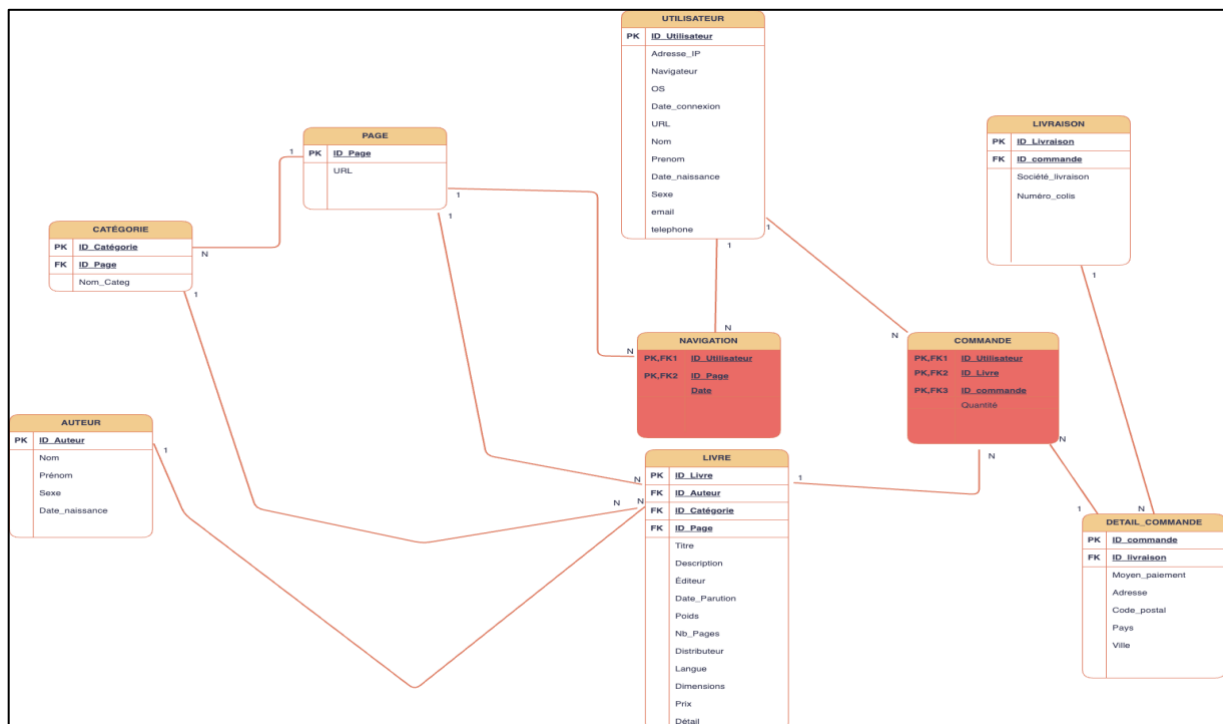 UTILISATEUR
PK ID_Utilisateur
Adresse_IP
Navigateur
OS
Date_connexion
URL
Nom
Prenom
Date_naissance
Sexe
email
telephone
1
1
N
LIVRAISON
PK ID_Livraison
FK ID_commande
Société_livraison
Numéro_colis
1
PAGE
PK ID_Page
URL
1
1
1
CATÉGORIE
PK ID_Catégorie
FK ID_Page
Nom_Categ
N
1
NAVIGATION
PK,FK1 ID_Utilisateur
PK,FK2 ID_Page
Date
N
COMMANDE
PK,FK1 ID_Utilisateur
PK,FK2 ID_Livre
PK,FK3 ID_commande
Quantité
N
N
N
AUTEUR
PK ID_Auteur
Nom
Prénom
Sexe
Date_naissance
1
LIVRE
PK ID_Livre
FK ID_Auteur
FK ID_Catégorie
FK ID_Page
Titre
Description
Éditeur
Date_Parution
Poids
Nb_Pages
Distributeur
Langue
Dimensions
Prix
Détail
N
N
N
1
DETAIL_COMMANDE
PK ID_commande
FK ID_livraison
Moyen_paiement
Adresse
Code_postal
Pays
Ville
1
N